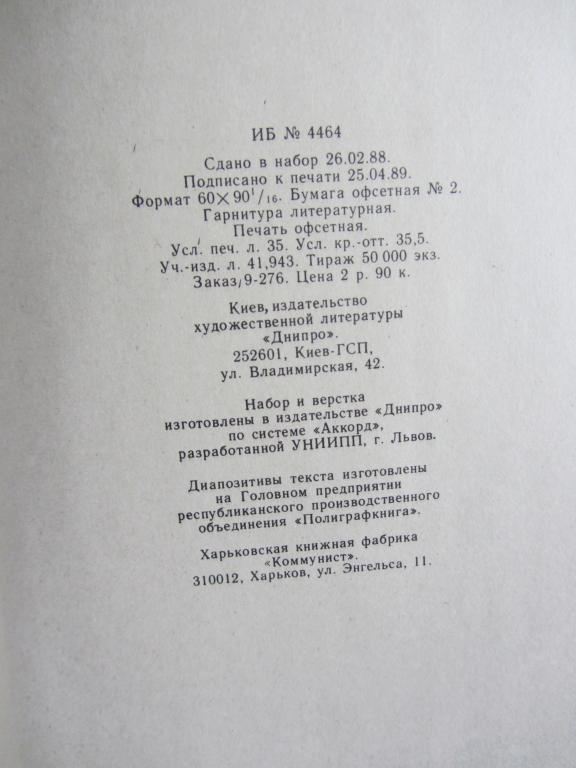 ИБ № 4464
Сдано в набор 26.02.88.
Подписано к печати 25.04.89.
Формат 60×90¹/₁₆. Бумага офсетная № 2.
Гарнитура литературная.
Печать офсетная.
Усл. печ. л. 35. Усл. кр.-отт. 35,5.
Уч.-изд. л. 41,943. Тираж 50 000 экз.
Заказ 9-276. Цена 2 р. 90 к.
Киев, издательство
художественной литературы
«Днипро».
252601, Киев-ГСП,
ул. Владимирская, 42.
Набор и верстка
изготовлены в издательстве «Днипро»
по системе «Аккорд»,
разработанной УНИИПП, г. Львов.
Диапозитивы текста изготовлены
на Головном предприятии
республиканского производственного
объединения «Полиграфкнига».
Харьковская книжная фабрика
«Коммунист».
310012, Харьков, ул. Энгельса, 11.